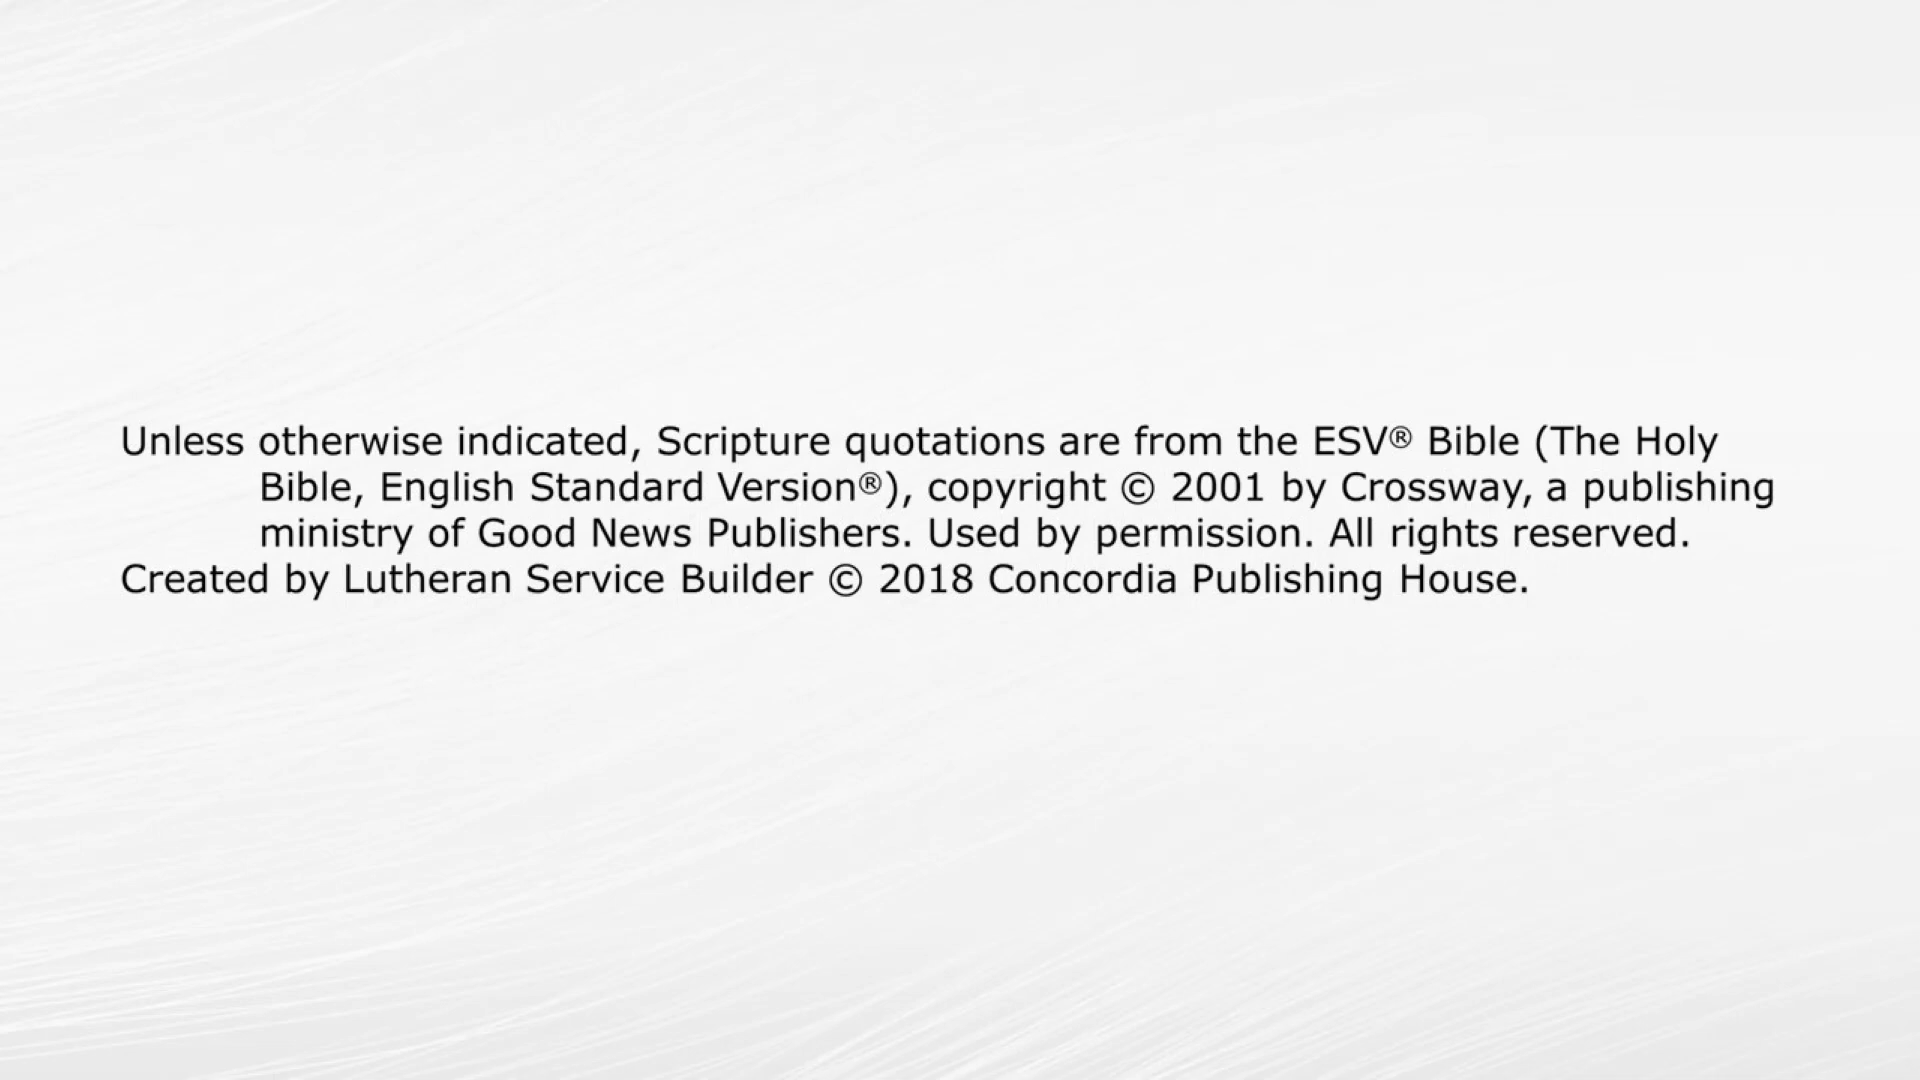 Unless otherwise indicated, Scripture quotations are from the ESV® Bible (The Holy
Bible, English Standard Version®), copyright © 2001 by Crossway, a publishing
ministry of Good News Publishers. Used by permission. All rights reserved.
Created by Lutheran Service Builder © 2018 Concordia Publishing House.